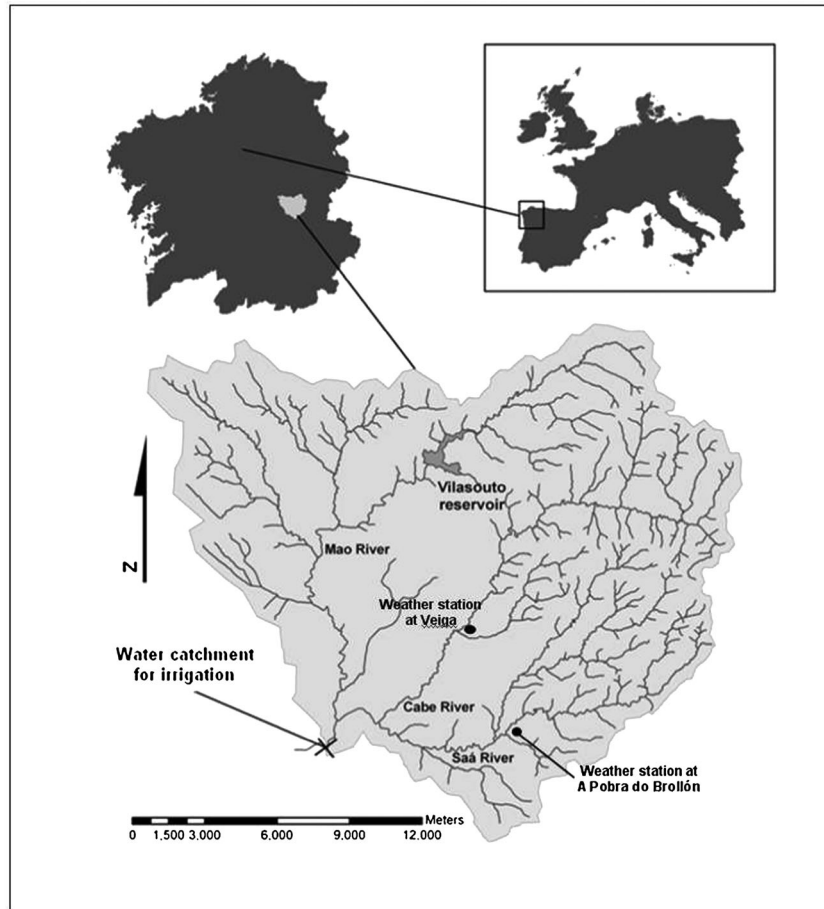 Vilasouto
reservoir
Mao River
N
Weather station
at Veiga
Water catchment
for irrigation
Cabe River
Saá River
Weather station at
A Pobra do Brollón
Meters
0 1,500 3.000 6.000 9.000 12.000